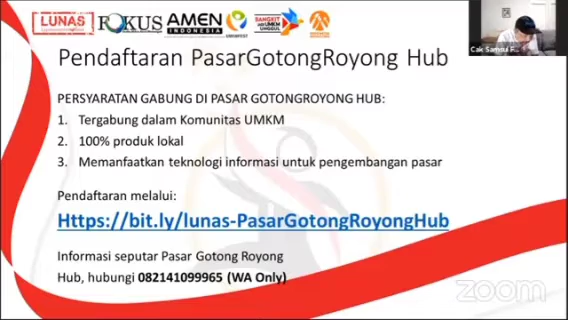 LUNAS
FOKUS
AMEN
INDONESIA
Pendaftaran PasarGotongRoyong Hub
PERSYARATAN GABUNG DI PASAR GOTONGROYONG HUB:
1. Tergabung dalam Komunitas UMKM
2. 100% produk lokal
3. Memanfaatkan teknologi informasi untuk pengembangan pasar
Pendaftaran melalui:
Https://bit.ly/lunas-PasarGotongRoyongHub
Informasi seputar Pasar Gotong Royong
Hub, hubungi 082141099965 (WA Only)
zoom